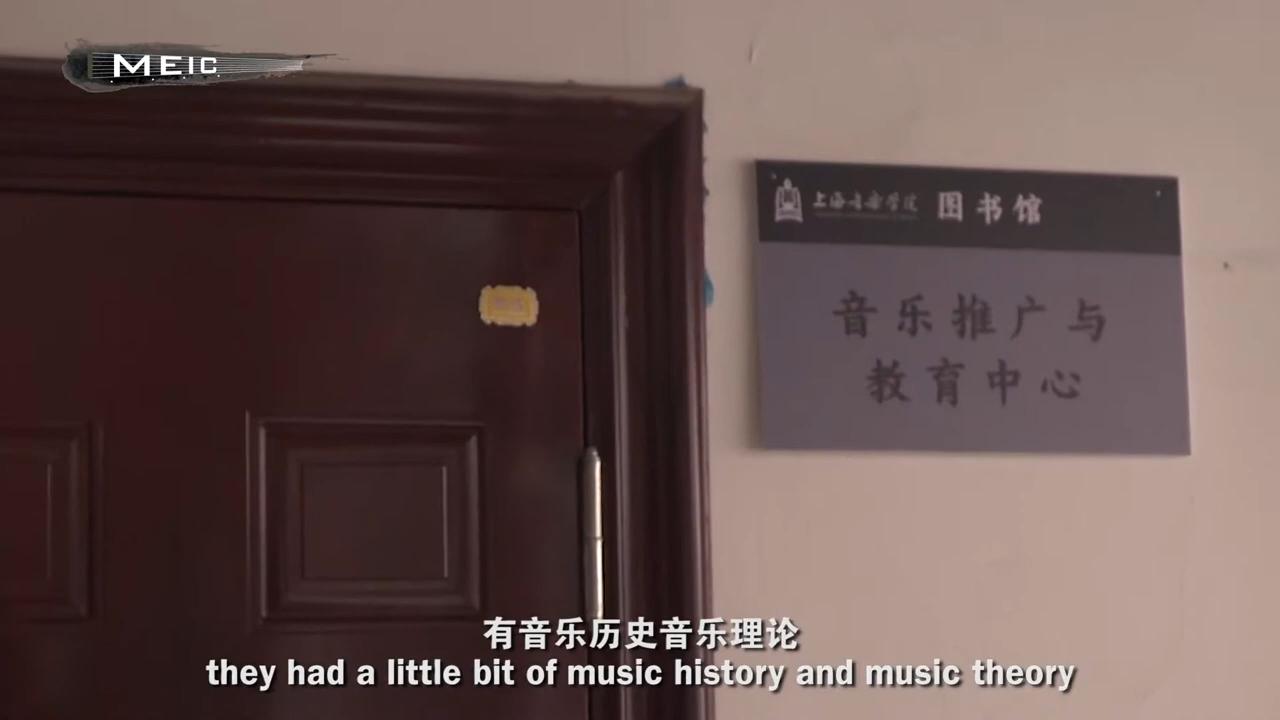 MEIC
上海音乐学院 图书馆
音乐推广与
教育中心
有音乐历史音乐理论
they had a little bit of music history and music theory